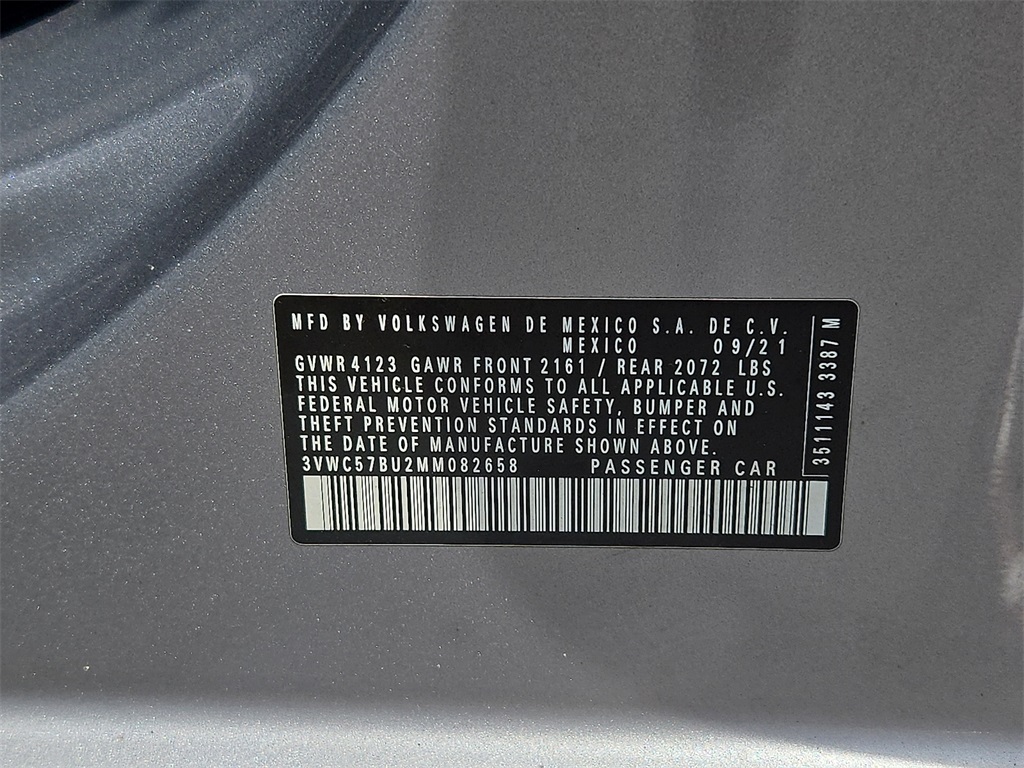 MFD BY VOLKSWAGEN DE MEXICO S.A. DE C.V.
MEXICO 09/21
GVWR 4123 GAWR FRONT 2161 / REAR 2072 LBS
THIS VEHICLE CONFORMS TO ALL APPLICABLE U.S.
FEDERAL MOTOR VEHICLE SAFETY, BUMPER AND
THEFT PREVENTION STANDARDS IN EFFECT ON
THE DATE OF MANUFACTURE SHOWN ABOVE.
3VWC57BU2MM082658 PASSENGER CAR
3511143 3387 M